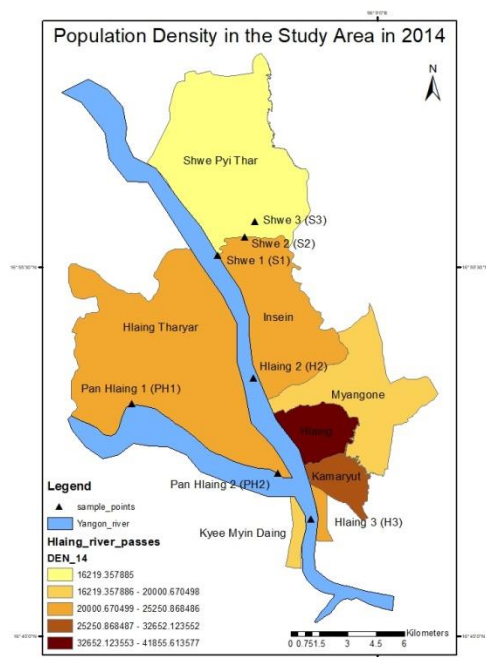 Population Density in the Study Area in 2014
N
Shwe Pyi Thar
Shwe 3 (S3)
Shwe 2 (S2)
Shwe 1 (S1)
Hlaing Tharyar
Insein
Hlaing 2 (H2)
Pan Hlaing 1 (PH1)
Myangone
Hlaing
Kamaryut
Pan Hlaing 2 (PH2)
Hlaing 3 (H3)
Kyee Myin Daing
Legend
sample_points
Yangon_river
Hlaing_river_passes
DEN_14
16219.357885
16219.357886 - 20000.670498
20000.670499 - 25250.868486
25250.868487 - 32652.123552
32652.123553 - 41855.613577
Kilometers
0 0.75 1.5 3 4.5 6